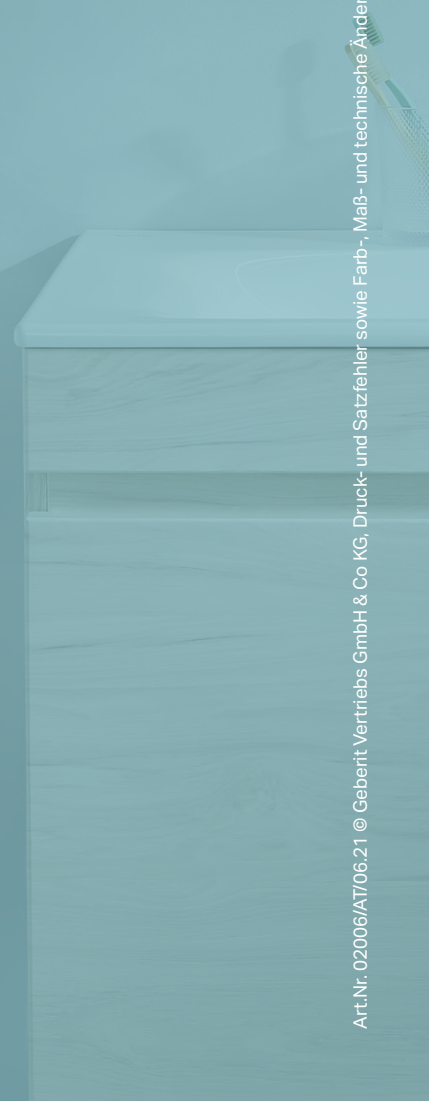 Art.Nr. 02006/AT/06.21 © Geberit Vertriebs GmbH & Co KG, Druck- und Satzfehler sowie Farb-, Maß- und technische